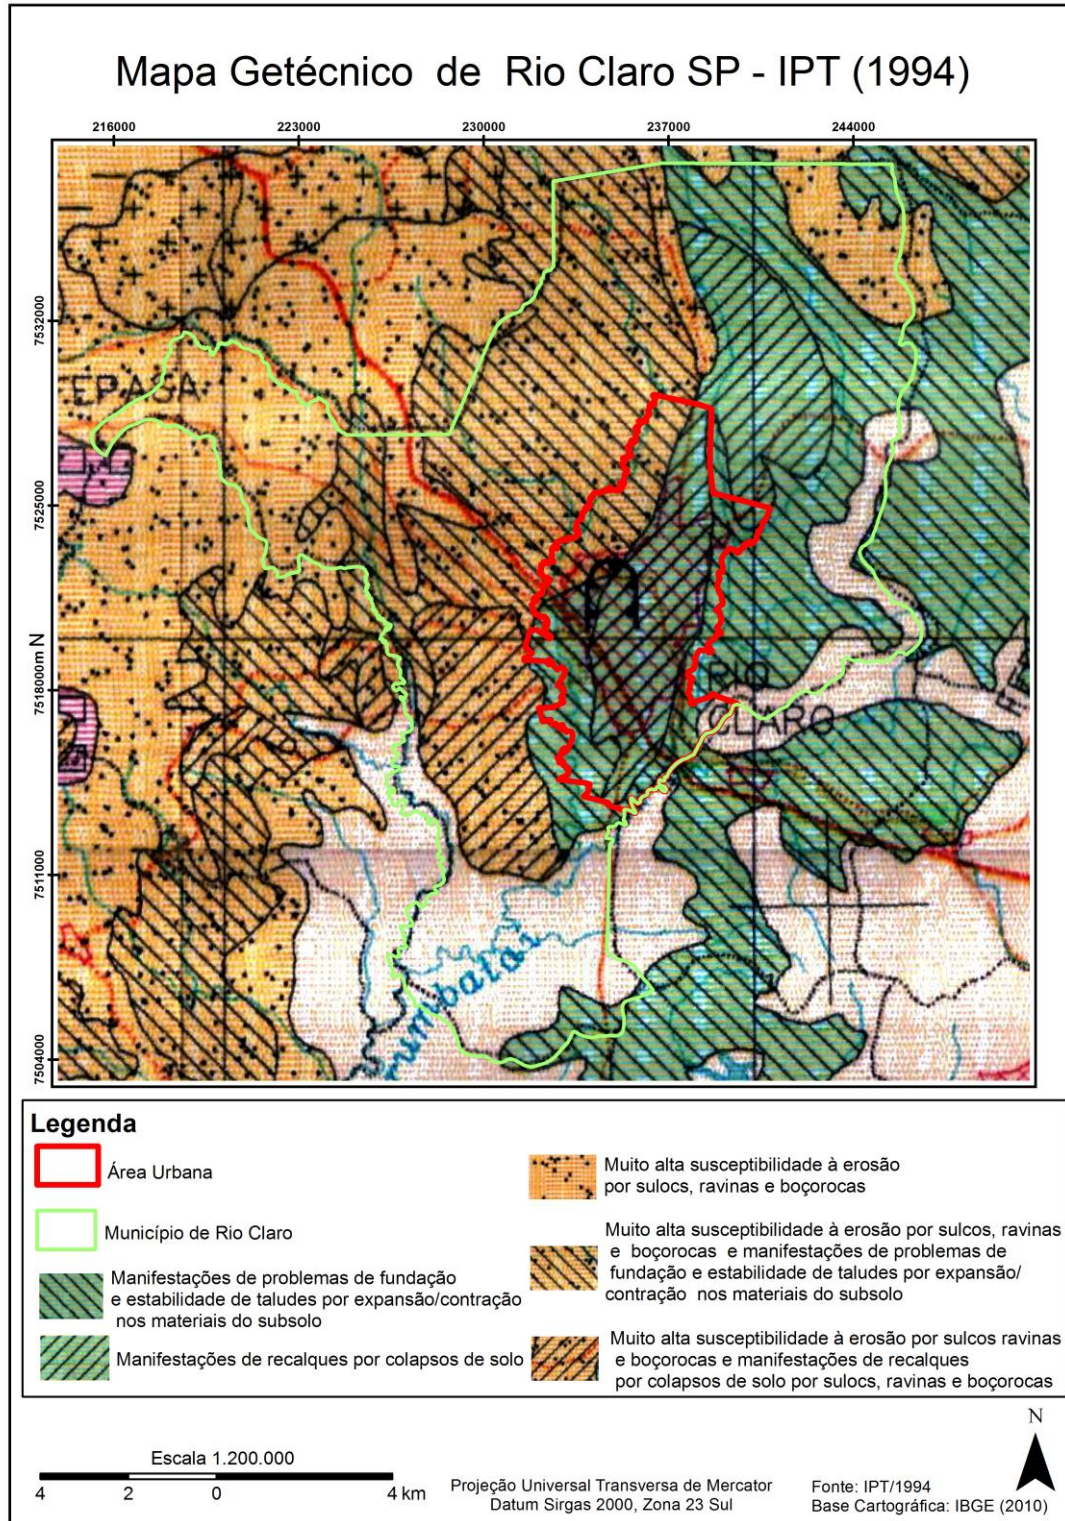 Mapa Getécnico de Rio Claro SP - IPT (1994)
216000 223000 230000 237000 244000
7532000
7525000
7518000m N
7511000
7504000
EPASA
RIO
CLARO
Legenda
Área Urbana
Município de Rio Claro
Manifestações de problemas de fundação
e estabilidade de taludes por expansão/contração
nos materiais do subsolo
Manifestações de recalques por colapsos de solo
Muito alta susceptibilidade à erosão
por sulocs, ravinas e boçorocas
Muito alta susceptibilidade à erosão por sulcos, ravinas
e boçorocas e manifestações de problemas de
fundação e estabilidade de taludes por expansão/
contração nos materiais do subsolo
Muito alta susceptibilidade à erosão por sulcos ravinas
e boçorocas e manifestações de recalques
por colapsos de solo por sulocs, ravinas e boçorocas
Escala 1.200.000
4 2 0 4 km
Projeção Universal Transversa de Mercator
Datum Sirgas 2000, Zona 23 Sul
N
Fonte: IPT/1994
Base Cartográfica: IBGE (2010)